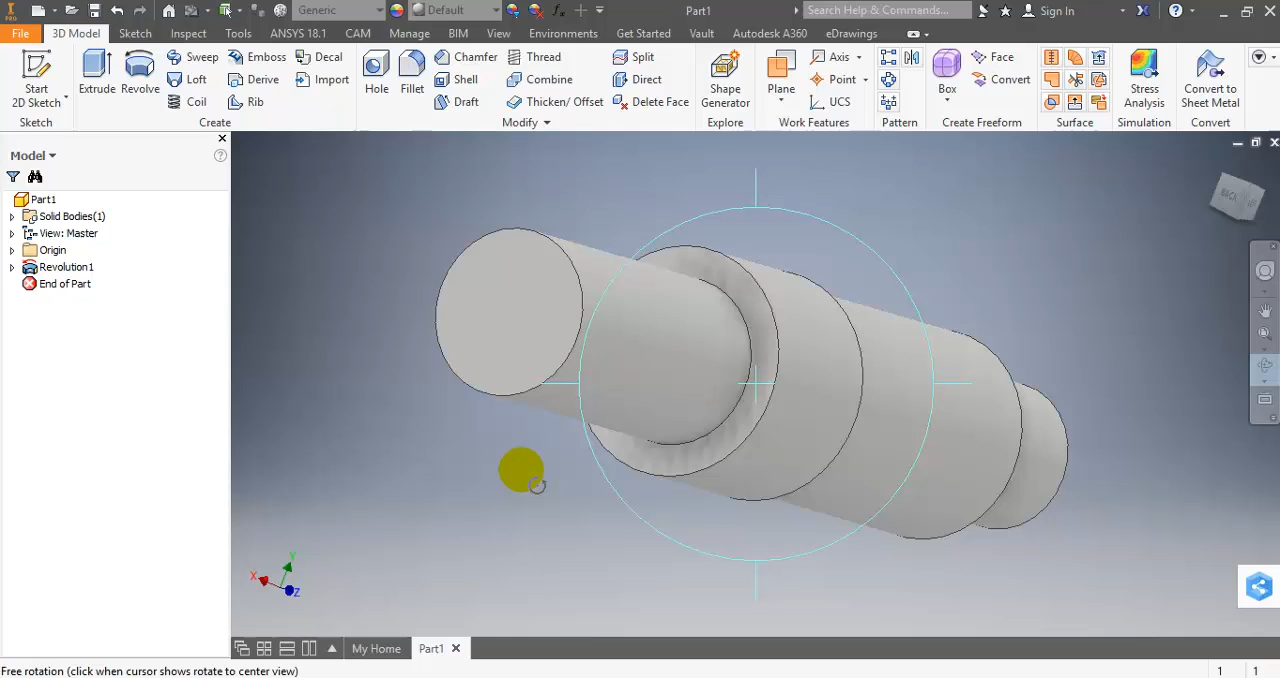 PRO
Generic
Default
Part1
Search Help & Commands...
Sign In
File
3D Model
Sketch
Inspect
Tools
ANSYS 18.1
CAM
Manage
BIM
View
Environments
Get Started
Vault
Autodesk A360
eDrawings
Start
2D Sketch
Extrude
Revolve
Sweep
Emboss
Decal
Loft
Derive
Import
Coil
Rib
Hole
Fillet
Chamfer
Thread
Split
Shell
Combine
Direct
Draft
Thicken/ Offset
Delete Face
Shape
Generator
Plane
Axis
Point
UCS
Box
Face
Convert
Stress
Analysis
Convert to
Sheet Metal
Sketch
Create
Modify
Explore
Work Features
Pattern
Create Freeform
Surface
Simulation
Convert
Model
Part1
Solid Bodies(1)
View: Master
Origin
Revolution1
End of Part
BACK
Y
X
Z
My Home
Part1
Free rotation (click when cursor shows rotate to center view)
1
1